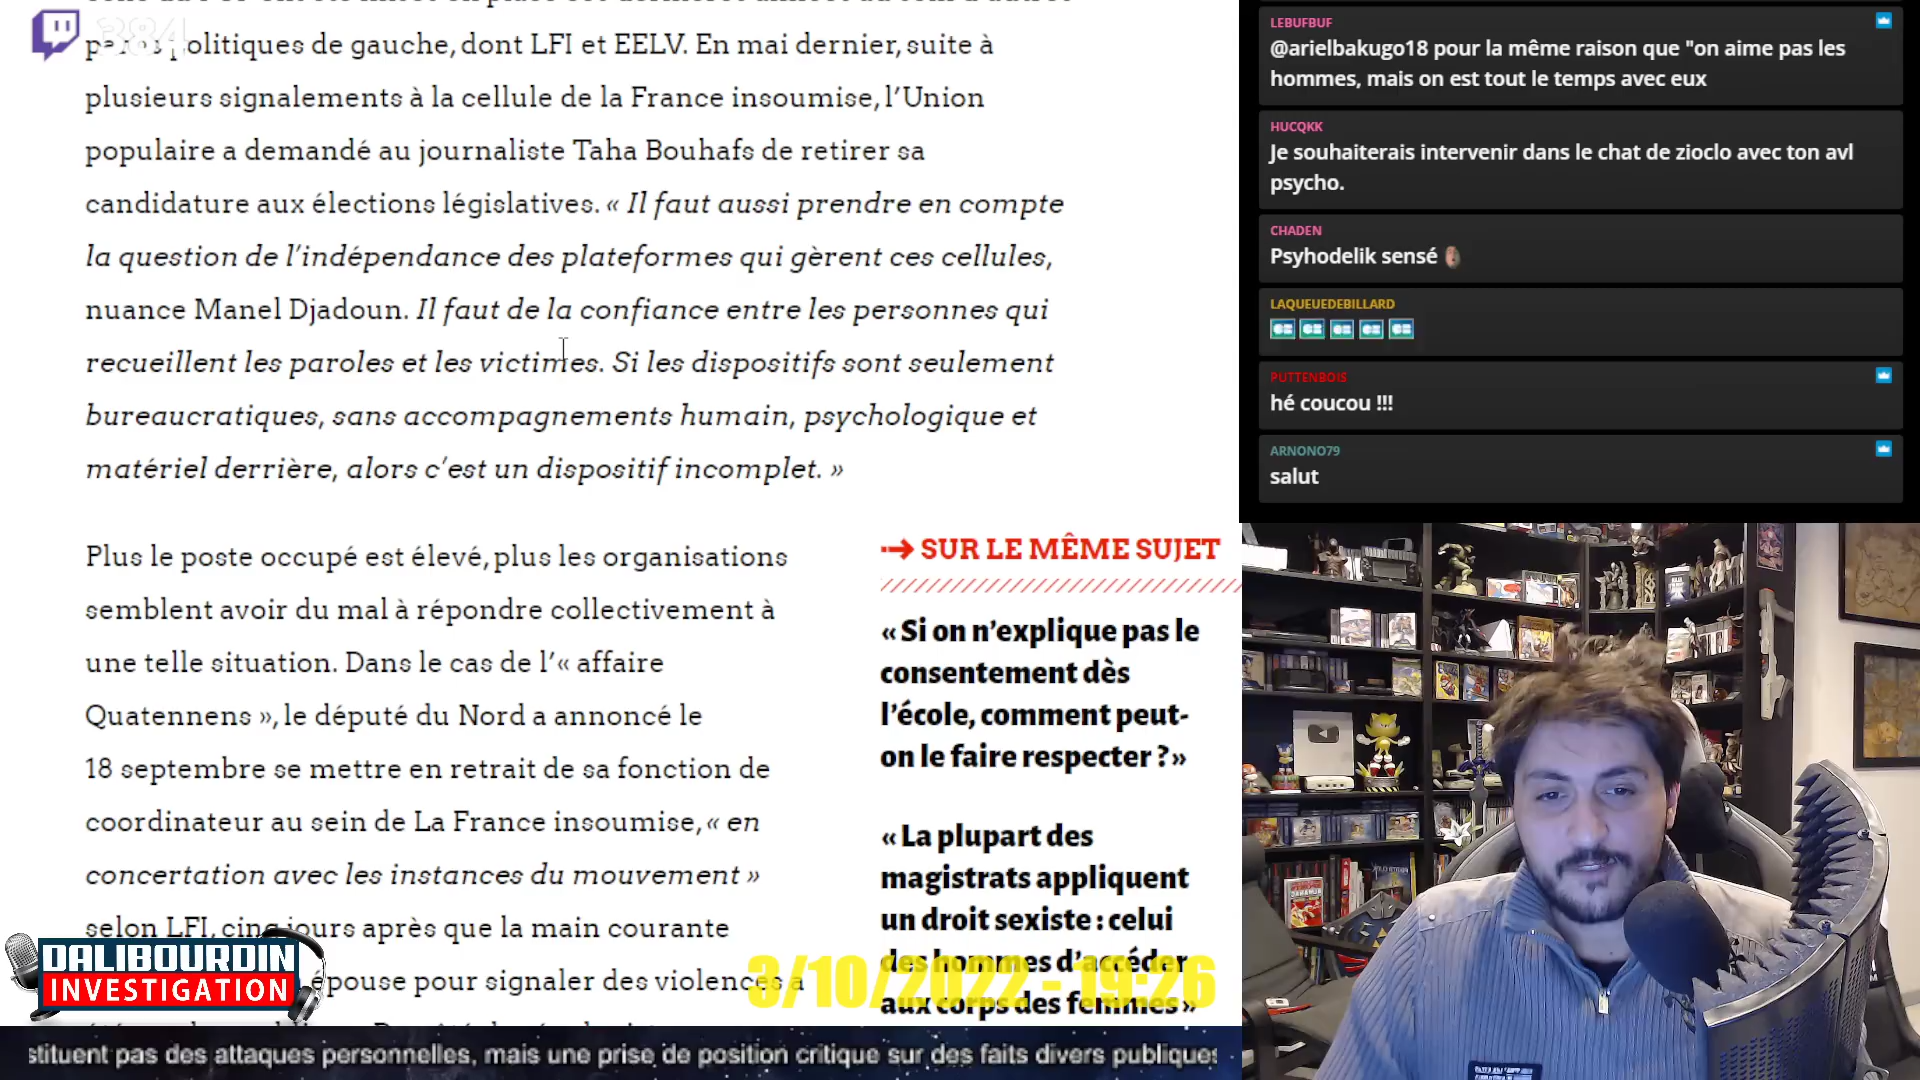 384
politiques de gauche, dont LFI et EELV. En mai dernier, suite à
plusieurs signalements à la cellule de la France insoumise, l’Union
populaire a demandé au journaliste Taha Bouhafs de retirer sa
candidature aux élections législatives. « Il faut aussi prendre en compte
la question de l’indépendance des plateformes qui gèrent ces cellules,
nuance Manel Djadoun. Il faut de la confiance entre les personnes qui
recueillent les paroles et les victimes. Si les dispositifs sont seulement
bureaucratiques, sans accompagnements humain, psychologique et
matériel derrière, alors c’est un dispositif incomplet. »
Plus le poste occupé est élevé, plus les organisations
semblent avoir du mal à répondre collectivement à
une telle situation. Dans le cas de l’« affaire
Quatennens », le député du Nord a annoncé le
18 septembre se mettre en retrait de sa fonction de
coordinateur au sein de La France insoumise, « en
concertation avec les instances du mouvement »
selon LFI, cinq jours après que la main courante
épouse pour signaler des violences a
SUR LE MÊME SUJET
« Si on n’explique pas le
consentement dès
l’école, comment peut-
on le faire respecter ? »
« La plupart des
magistrats appliquent
un droit sexiste : celui
des hommes d’accéder
aux corps des femmes »
3/10/2022 - 19:26
DALIBOURDIN
INVESTIGATION
stituent pas des attaques personnelles, mais une prise de position critique sur des faits divers publiques
LEBUFBUF
@arielbakugo18 pour la même raison que "on aime pas les
hommes, mais on est tout le temps avec eux
HUCQKK
Je souhaiterais intervenir dans le chat de zioclo avec ton avl
psycho.
CHADEN
Psyhodelik sensé
LAQUEUEDEBILLARD
PUTTENBOIS
hé coucou !!!
ARNONO79
salut